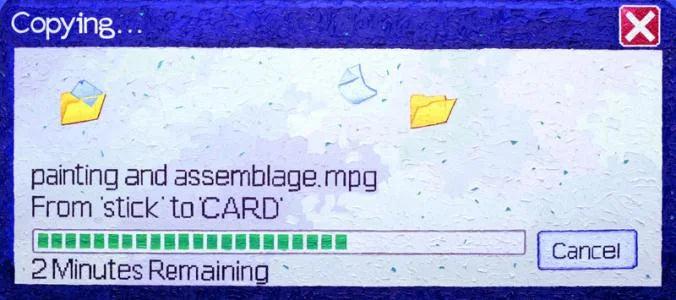 Copying...
painting and assemblage.mpg
From 'stick' to 'CARD'
Cancel
2 Minutes Remaining